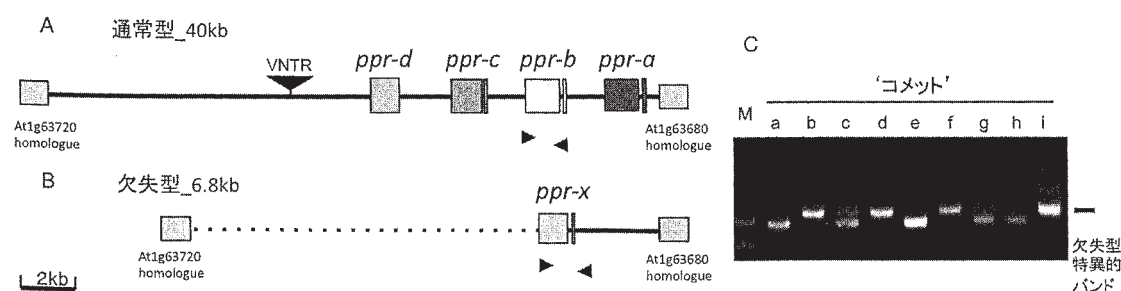 A
通常型_40kb
VNTR
ppr-d
ppr-c
ppr-b
ppr-a
At1g63720
homologue
At1g63680
homologue
B
欠失型_6.8kb
ppr-x
At1g63720
homologue
At1g63680
homologue
2kb
C
‘コメット’
M a b c d e f g h i
欠失型
特異的
バンド